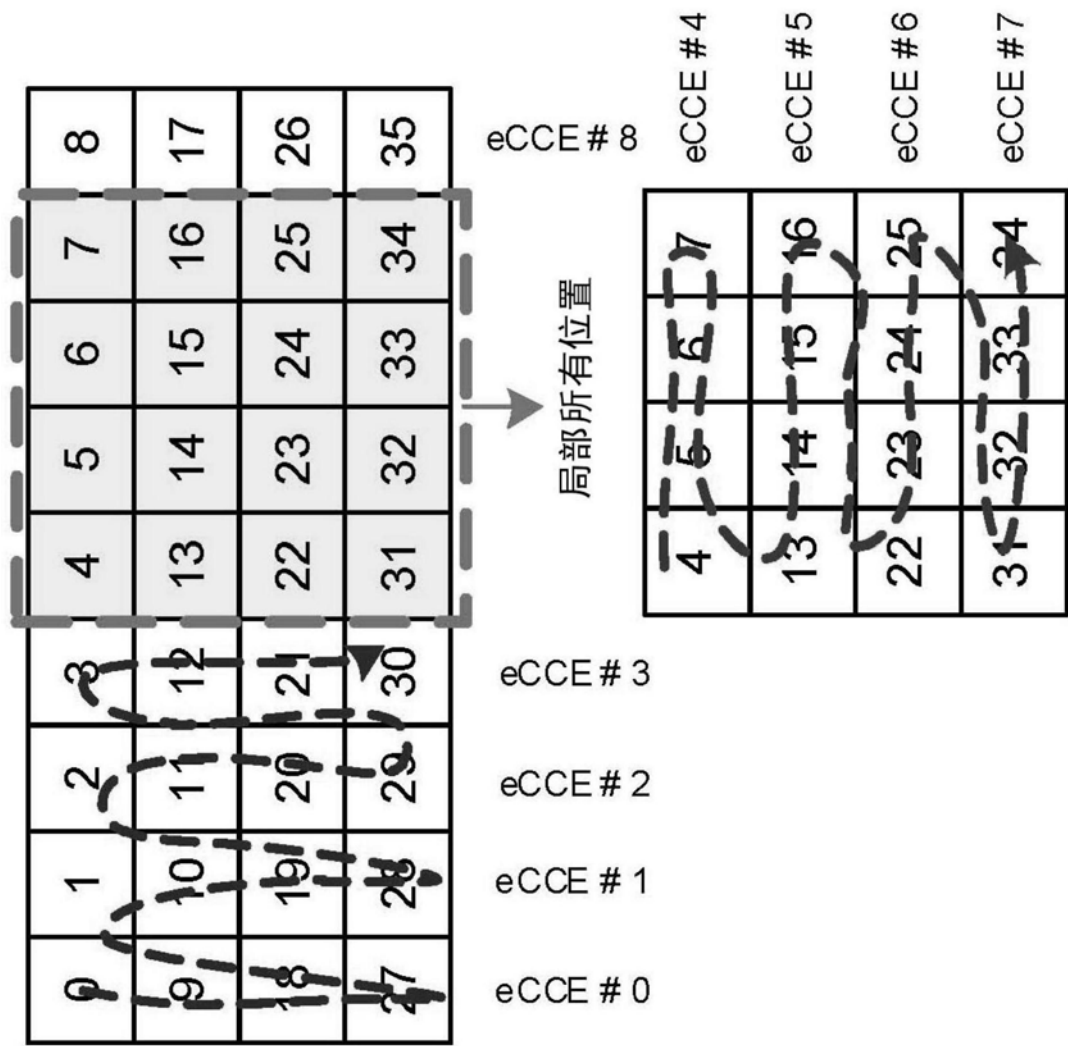 0 1 2 3 4 5 6 7 8
9 10 11 12 13 14 15 16 17
18 19 20 21 22 23 24 25 26
27 28 29 30 31 32 33 34 35
eCCE # 0
eCCE # 1
eCCE # 2
eCCE # 3
eCCE # 8
局部所有位置
4 5 6 7 eCCE # 4
13 14 15 16 eCCE # 5
22 23 24 25 eCCE # 6
31 32 33 34 eCCE # 7